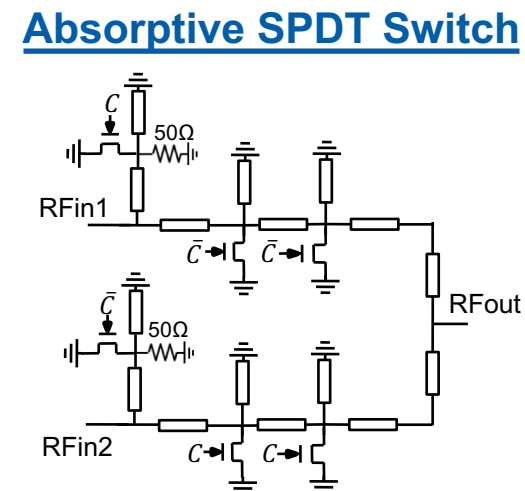 Absorptive SPDT Switch
C
50Ω
RFin1
C̄ C̄
RFout
C̄
50Ω
RFin2
C C